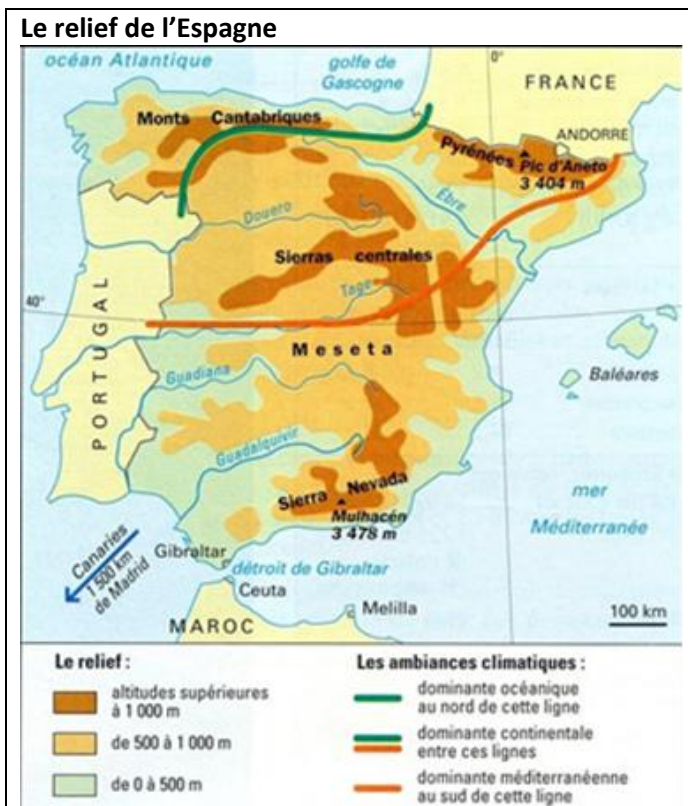 Le relief de l’Espagne
océan Atlantique
golfe de
Gascogne
0°
FRANCE
Monts Cantabriques
ANDORRE
Pyrénées
Pic d'Aneto
3 404 m
Èbre
Douero
Sierras centrales
Tage
40°
PORTUGAL
Meseta
Guadiana
Baléares
Guadalquivir
Sierra Nevada
Mulhacén
3 478 m
mer
Méditerranée
Canaries
1 500 km
de Madrid
Gibraltar
détroit de Gibraltar
Ceuta
Melilla
MAROC
100 km
Le relief :
altitudes supérieures
à 1 000 m
de 500 à 1 000 m
de 0 à 500 m
Les ambiances climatiques :
dominante océanique
au nord de cette ligne
dominante continentale
entre ces lignes
dominante méditerranéenne
au sud de cette ligne